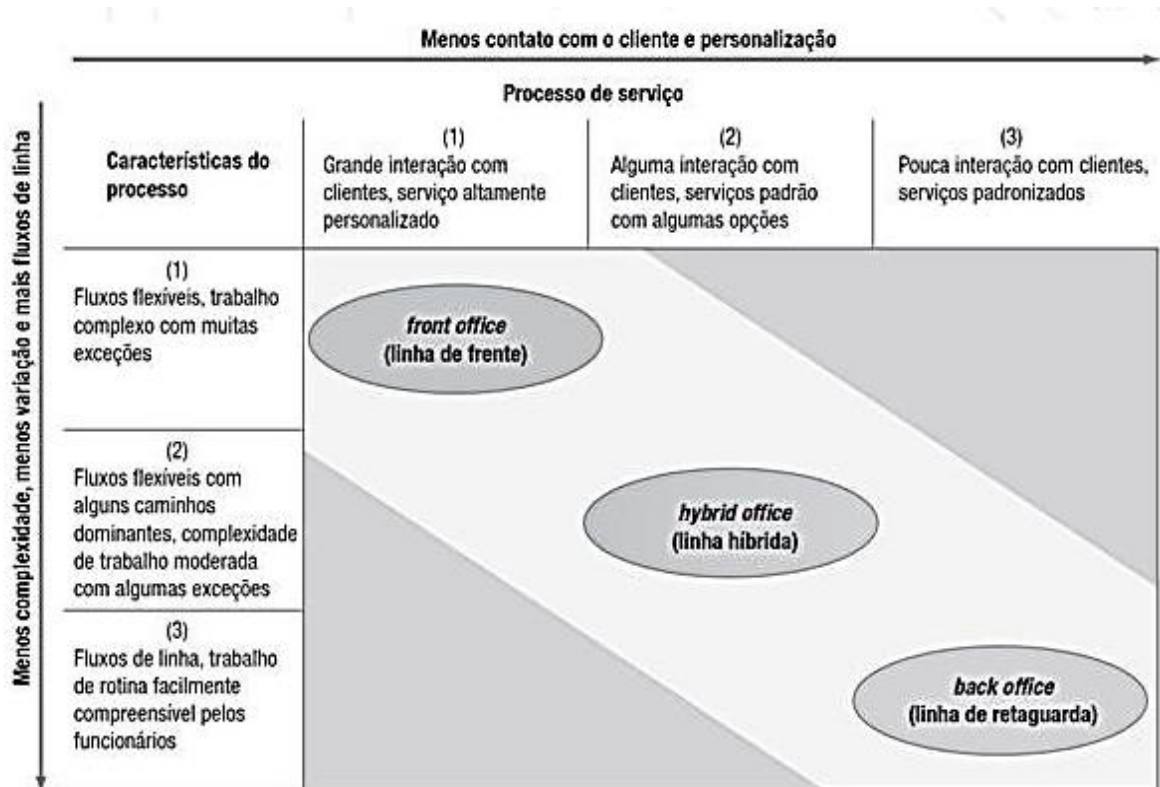 Menos contato com o cliente e personalização
Processo de serviço
Menos complexidade, menos variação e mais fluxos de linha
Características do
processo
(1)
Grande interação com
clientes, serviço altamente
personalizado
(2)
Alguma interação com
clientes, serviços padrão
com algumas opções
(3)
Pouca interação com clientes,
serviços padronizados
(1)
Fluxos flexíveis, trabalho
complexo com muitas
exceções
front office
(linha de frente)
(2)
Fluxos flexíveis com
alguns caminhos
dominantes, complexidade
de trabalho moderada
com algumas exceções
hybrid office
(linha híbrida)
(3)
Fluxos de linha, trabalho
de rotina facilmente
compreensível pelos
funcionários
back office
(linha de retaguarda)